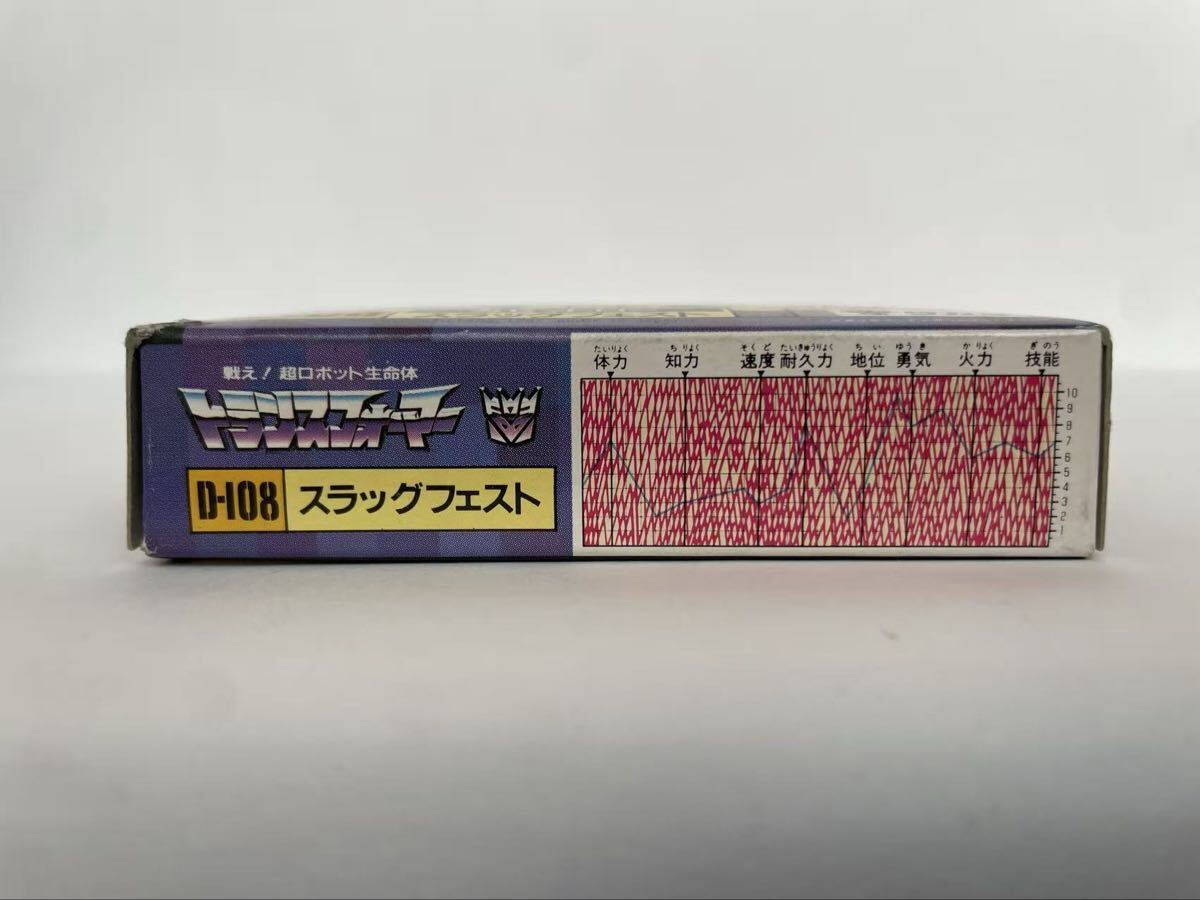 戦え!超ロボット生命体
トランスフォーマー
D-108 スラッグフェスト
たいりょく ちりょく そくど たいきゅうりょく ちい ゆうき かりょく ぎのう
体力 知力 速度 耐久力 地位 勇気 火力 技能
10
9
8
7
6
5
4
3
2
1